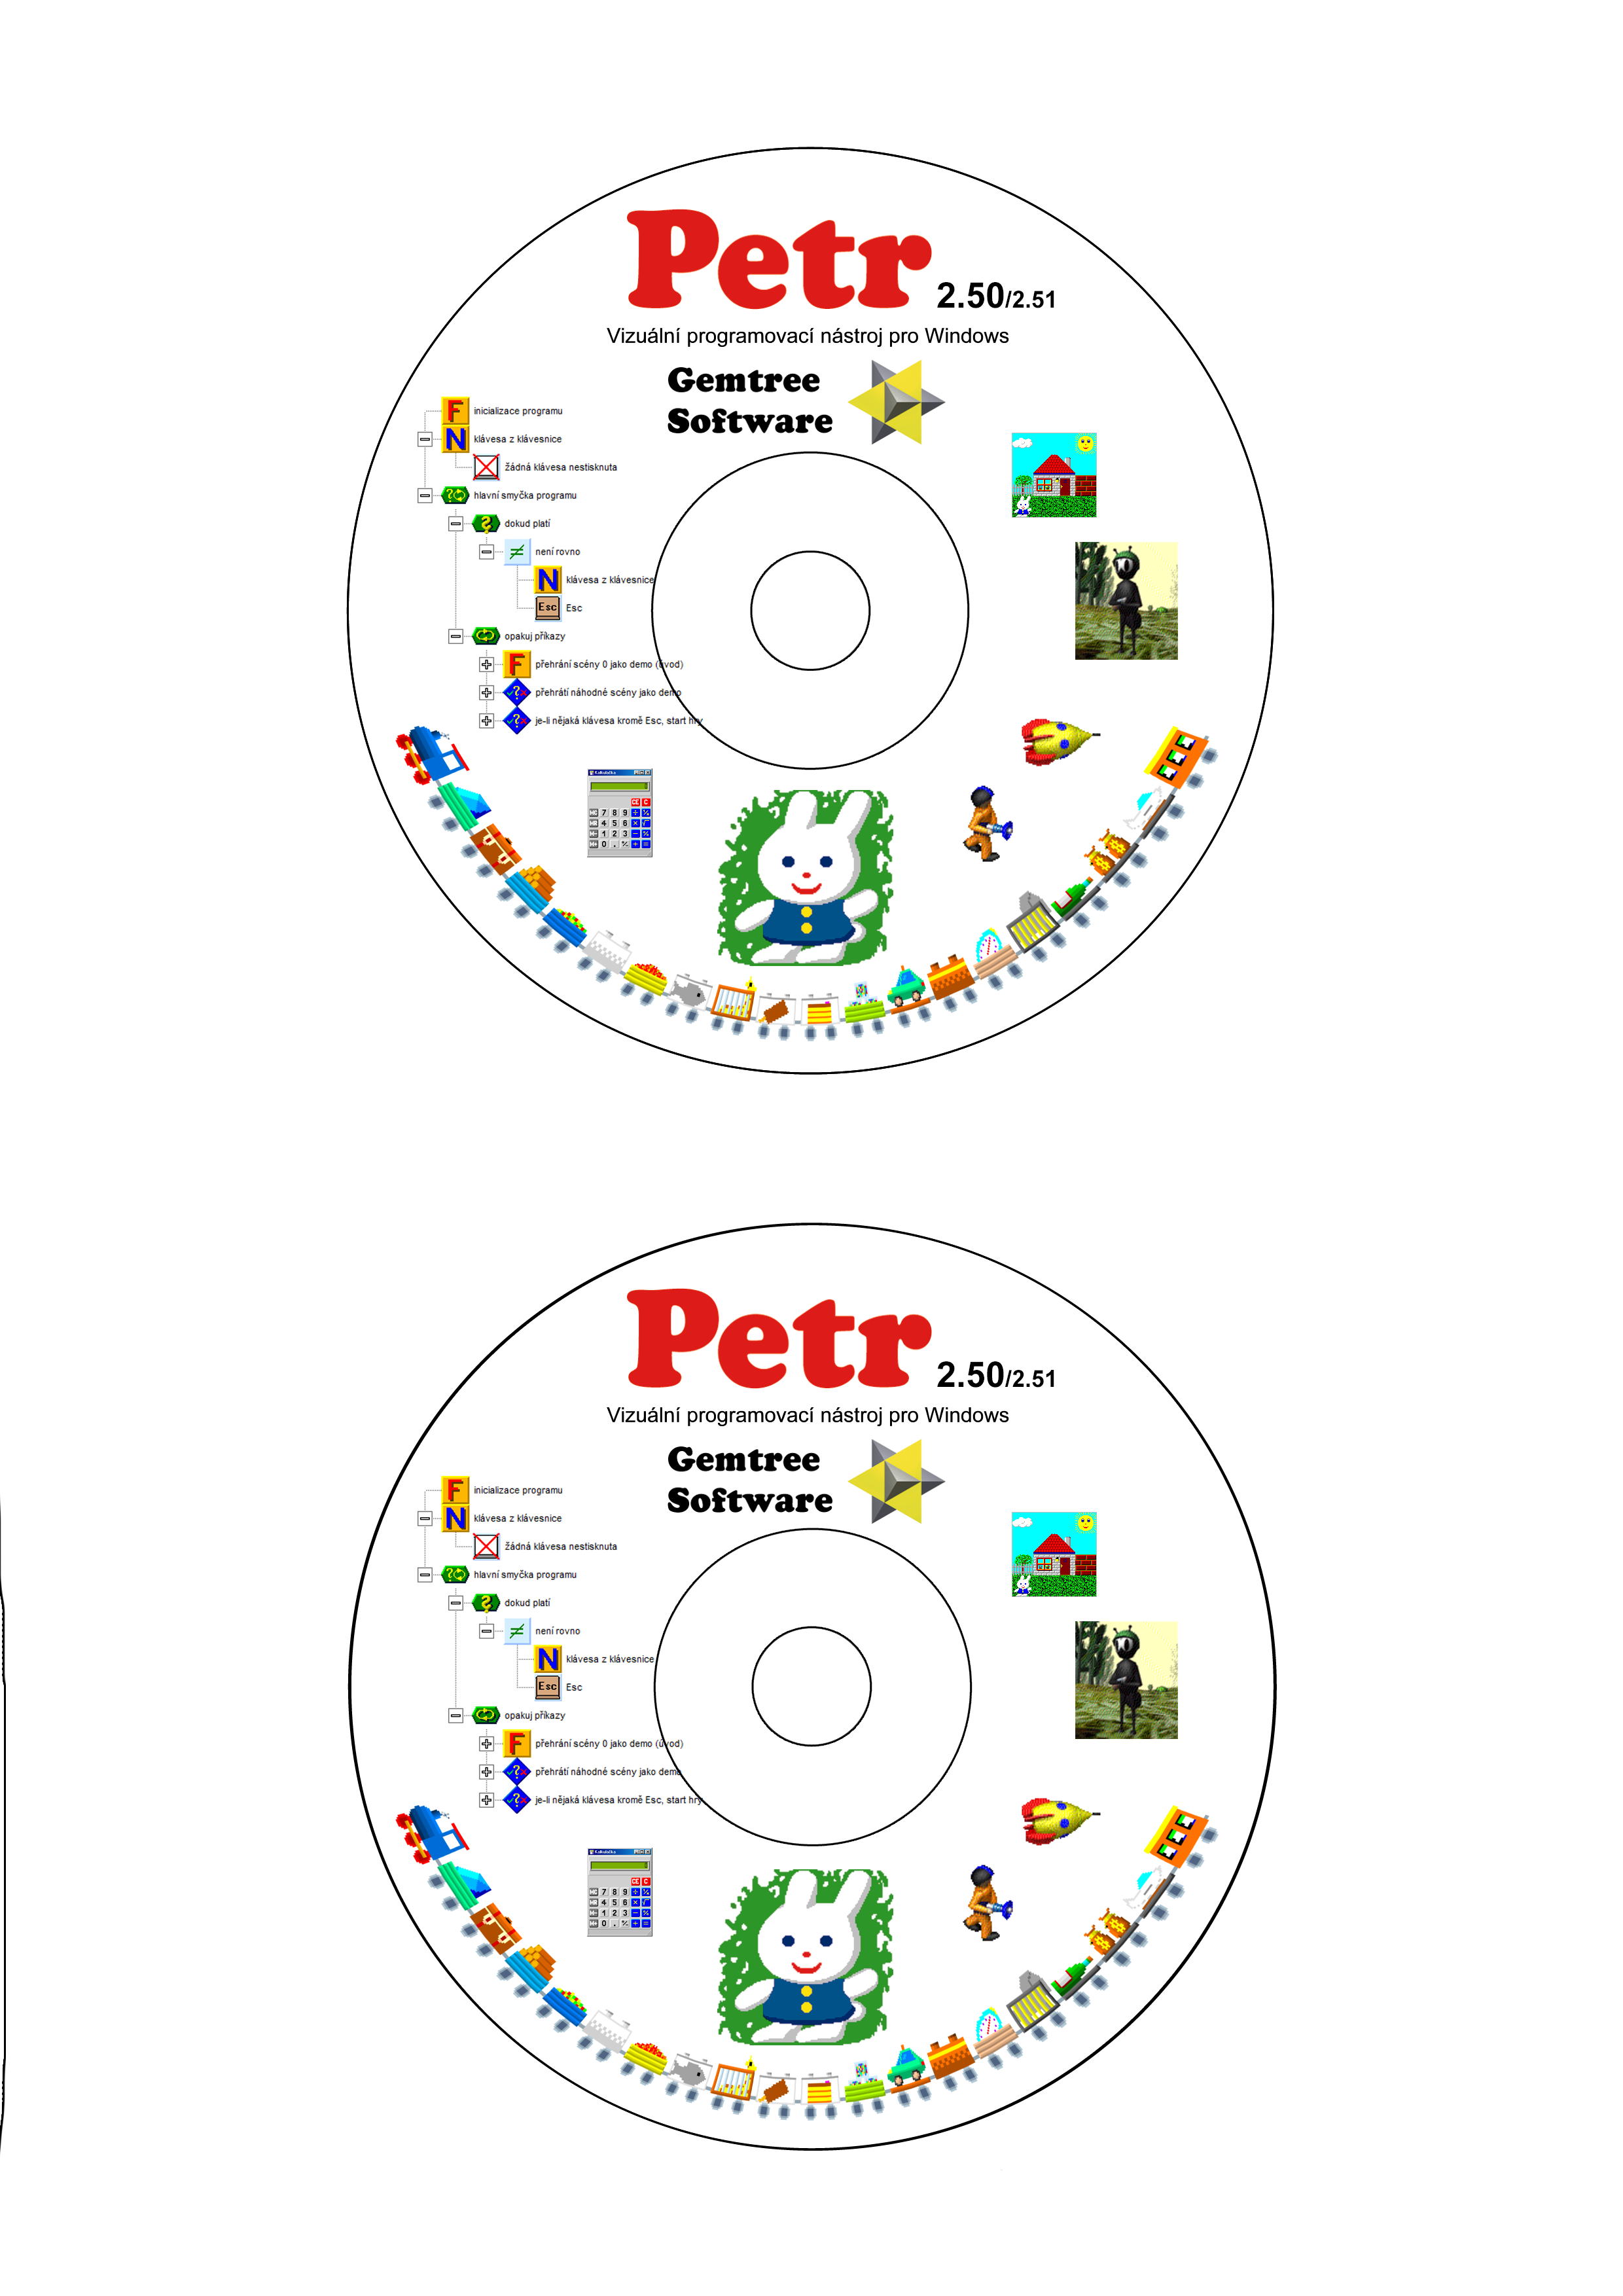 Petr
2.50/2.51
Vizuální programovací nástroj pro Windows
Gemtree
Software
F inicializace programu
N klávesa z klávesnice
žádná klávesa nestisknuta
hlavní smyčka programu
dokud platí
≠ není rovno
N klávesa z klávesnice
Esc Esc
opakuj příkazy
F přehrání scény 0 jako demo (úvod)
přehrátí náhodné scény jako demo
je-li nějaká klávesa kromě Esc, start hry
CE C
7 8 9 ÷
4 5 6 × √
1 2 3 − %
0 . ⅟ + =
Petr
2.50/2.51
Vizuální programovací nástroj pro Windows
Gemtree
Software
F inicializace programu
N klávesa z klávesnice
žádná klávesa nestisknuta
hlavní smyčka programu
dokud platí
≠ není rovno
N klávesa z klávesnice
Esc Esc
opakuj příkazy
F přehrání scény 0 jako demo (úvod)
přehrátí náhodné scény jako demo
je-li nějaká klávesa kromě Esc, start hry
CE C
7 8 9 ÷
4 5 6 × √
1 2 3 − %
0 . ⅟ + =